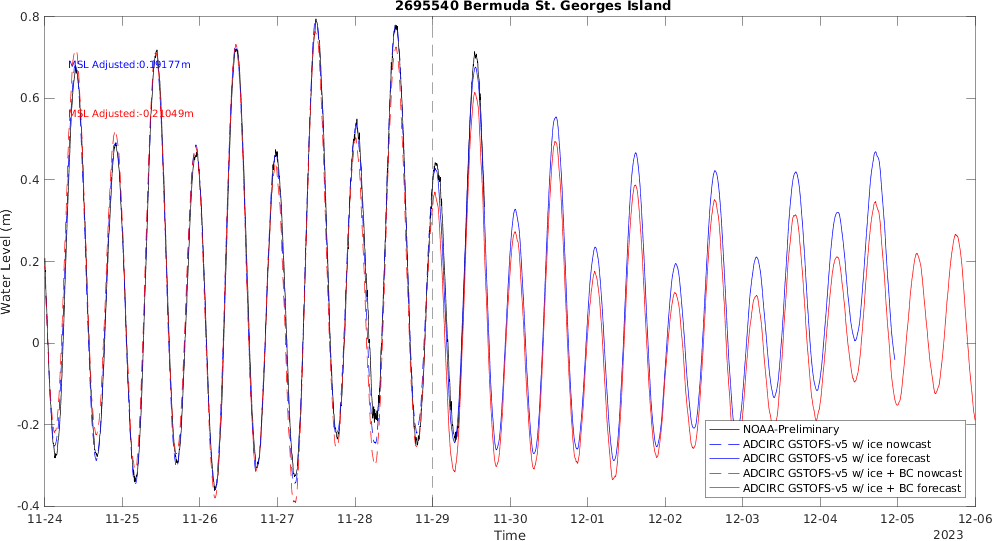 2695540 Bermuda St. Georges Island
0.8
0.6
0.4
0.2
0
-0.2
-0.4
Water Level (m)
MSL Adjusted:0.19177m
MSL Adjusted:-0.21049m
NOAA-Preliminary
ADCIRC GSTOFS-v5 w/ ice nowcast
ADCIRC GSTOFS-v5 w/ ice forecast
ADCIRC GSTOFS-v5 w/ ice + BC nowcast
ADCIRC GSTOFS-v5 w/ ice + BC forecast
11-24 11-25 11-26 11-27 11-28 11-29 11-30 12-01 12-02 12-03 12-04 12-05 12-06
Time
2023